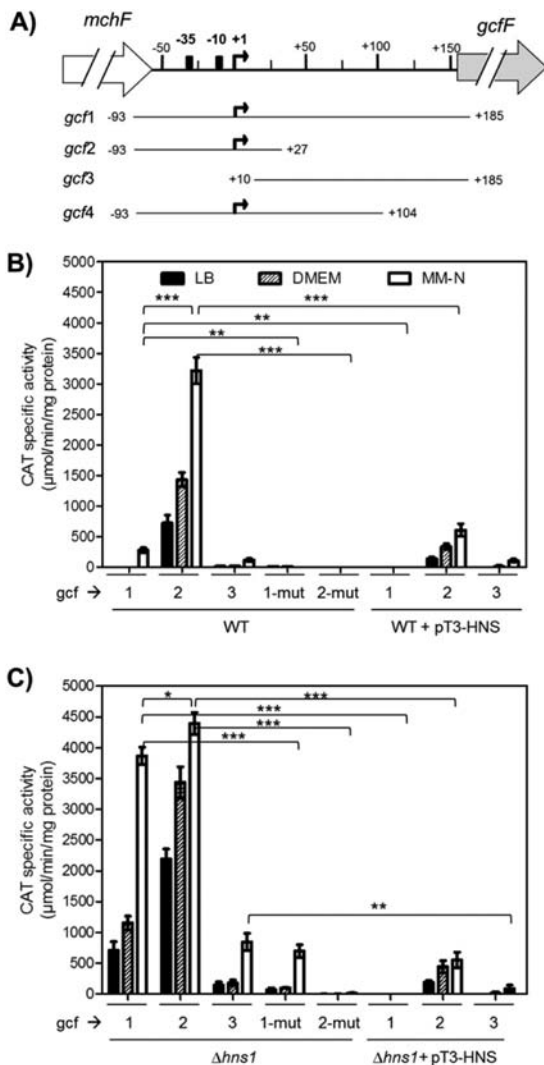 A)
mchF
gcfF
-50
-35
-10
+1
+50
+100
+150
gcf1 -93 +185
gcf2 -93 +27
gcf3 +10 +185
gcf4 -93 +104
B)
CAT specific activity
(µmol/min/mg protein)
5000
4500
4000
3500
3000
2500
2000
1500
1000
500
0
LB DMEM MM-N
*** ***
**
**
***
gcf → 1 2 3 1-mut 2-mut 1 2 3
WT WT + pT3-HNS
C)
CAT specific activity
(µmol/min/mg protein)
5000
4500
4000
3500
3000
2500
2000
1500
1000
500
0
* ***
***
***
***
**
gcf → 1 2 3 1-mut 2-mut 1 2 3
Δhns1 Δhns1+ pT3-HNS